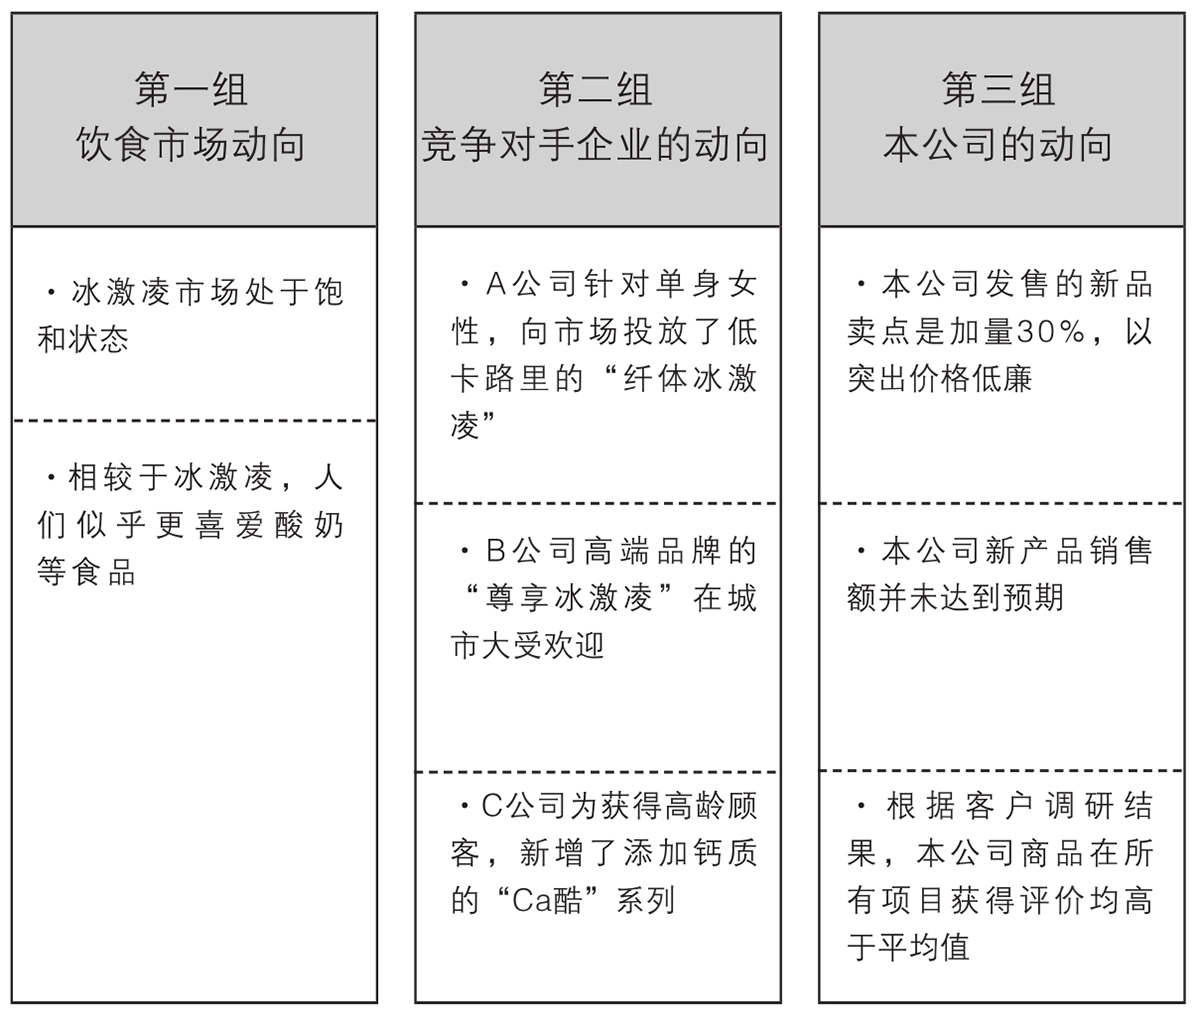 第一组
饮食市场动向
·冰激凌市场处于饱
和状态
·相较于冰激凌，人
们似乎更喜爱酸奶
等食品
第二组
竞争对手企业的动向
·A公司针对单身女
性，向市场投放了低
卡路里的“纤体冰激
凌”
·B公司高端品牌的
“尊享冰激凌”在城
市大受欢迎
·C公司为获得高龄顾
客，新增了添加钙质
的“Ca酷”系列
第三组
本公司的动向
·本公司发售的新品
卖点是加量30%，以
突出价格低廉
·本公司新产品销售
额并未达到预期
·根据客户调研结
果，本公司商品在所
有项目获得评价均高
于平均值